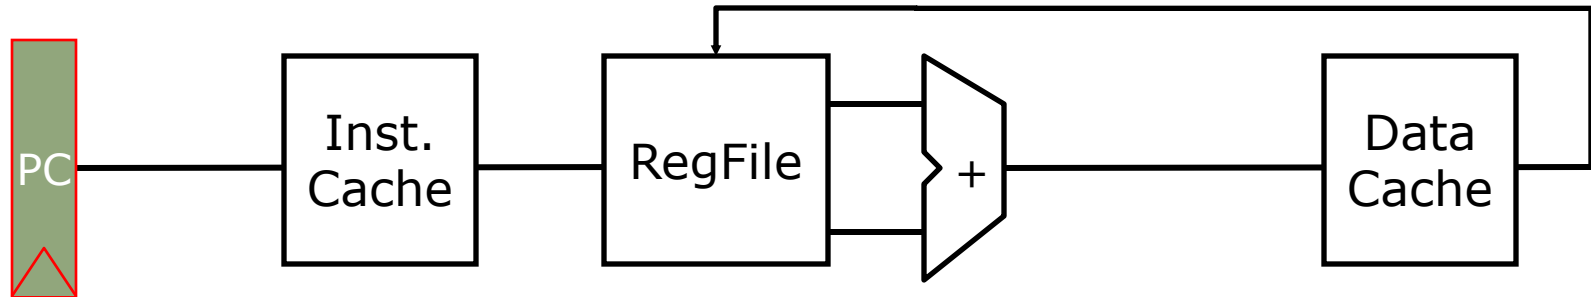 PC
Inst.
Cache
RegFile
+
Data
Cache